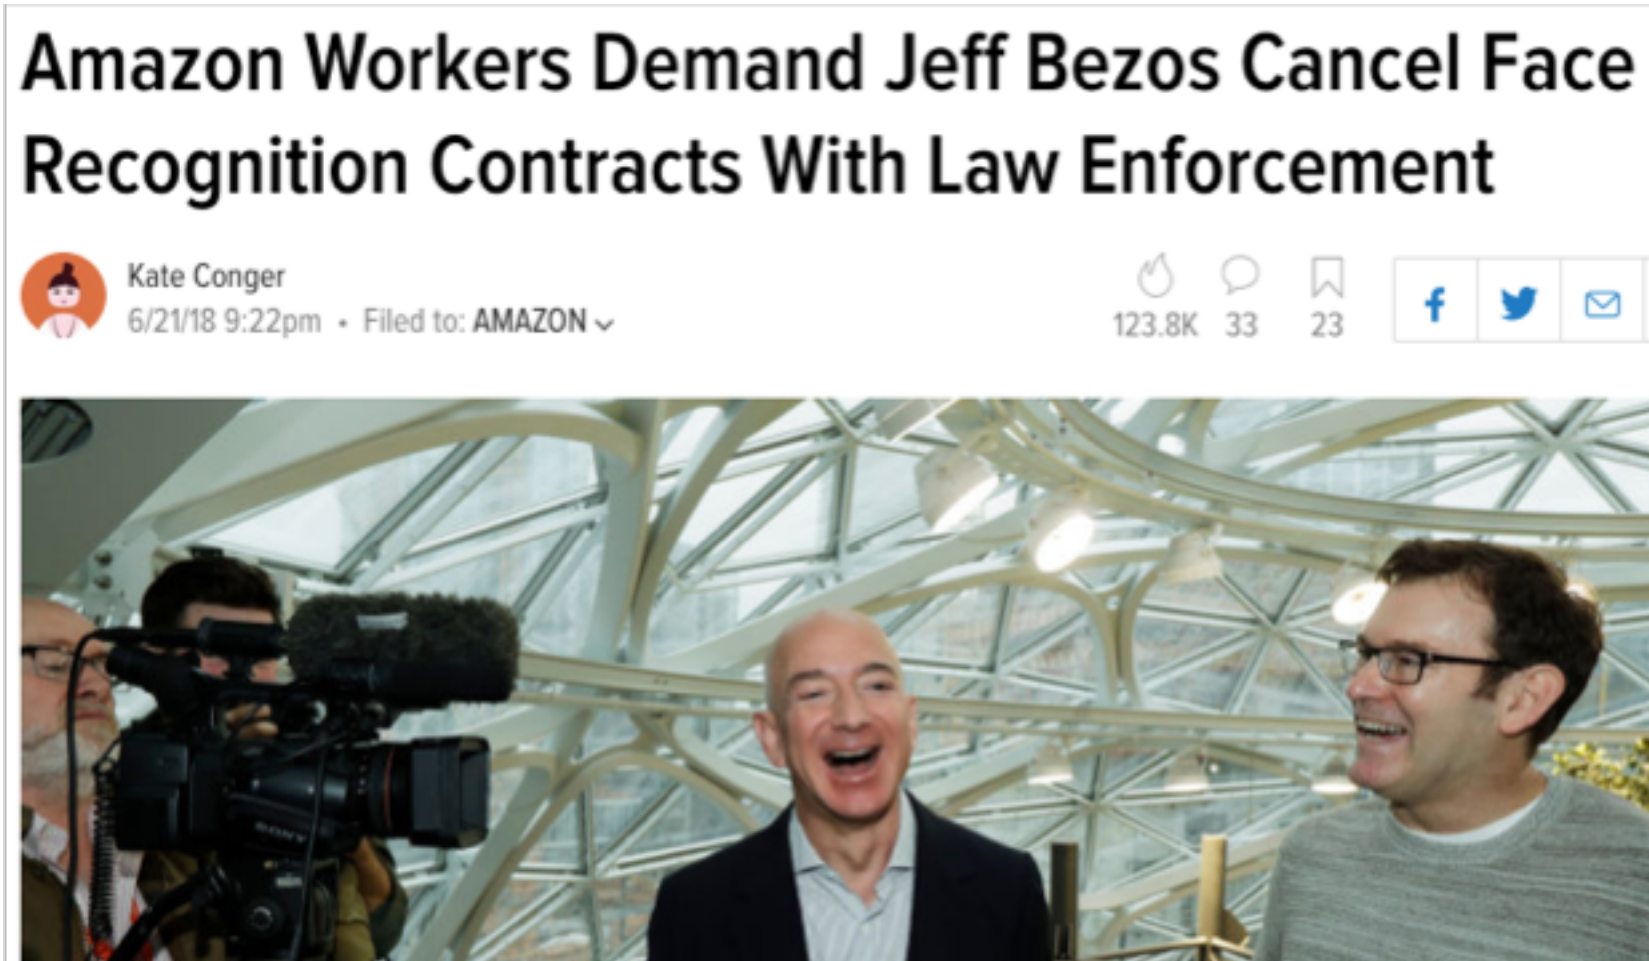 Amazon Workers Demand Jeff Bezos Cancel Face
Recognition Contracts With Law Enforcement
Kate Conger
6/21/18 9:22pm • Filed to: AMAZON
123.8K 33 23
SONY